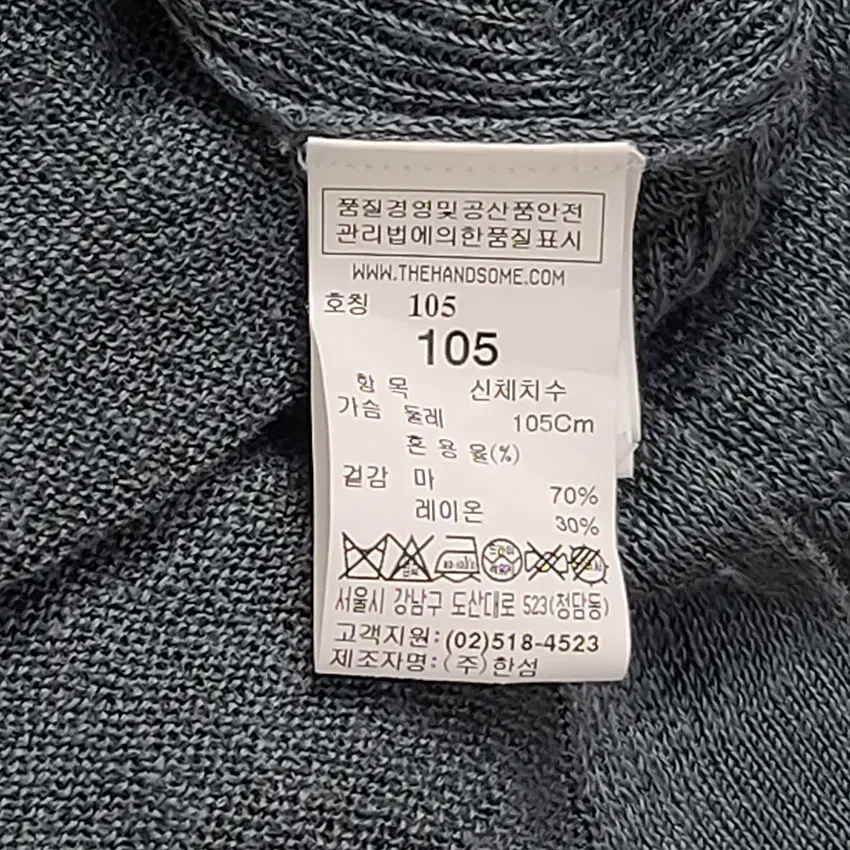 품질경영및공산품안전
관리법에의한품질표시
WWW.THEHANDSOME.COM
호칭 105
105
항 목 신체치수
가슴 둘레 105Cm
혼 용 율(%)
겉감 마 70%
레이온 30%
서울시 강남구 도산대로 523(청담동)
고객지원:(02)518-4523
제조자명:(주)한섬